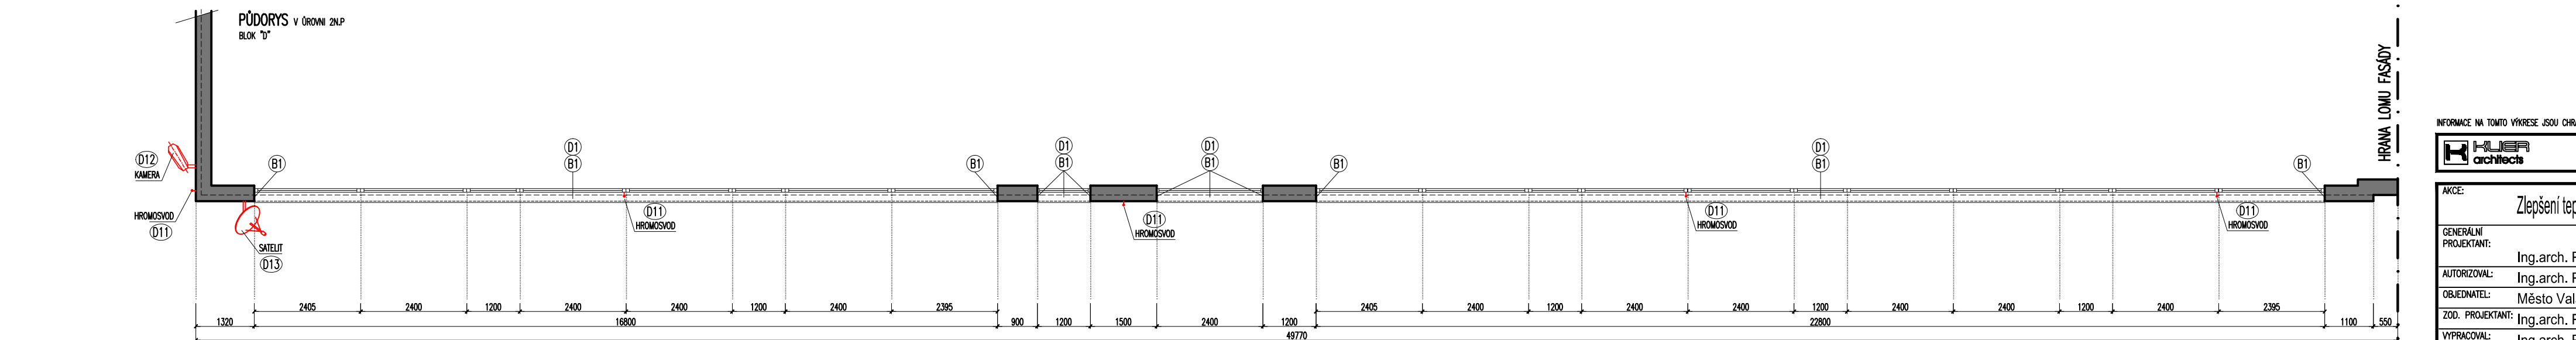 PŮDORYS V ÚROVNI 2N.P
BLOK "D"
HRANA LOMU FASÁDY
INFORMACE NA TOMTO VÝKRESE JSOU CHR
KLIER
architects
AKCE:
Zlepšení tep
GENERÁLNÍ
PROJEKTANT:
Ing.arch. P
AUTORIZOVAL:
Ing.arch. P
OBJEDNATEL:
Město Val
ZOD. PROJEKTANT:
Ing.arch. P
VYPRACOVAL:
Ing.arch. P
D12
KAMERA
HROMOSVOD
D11
SATELIT
D13
B1
D1
B1
D11
HROMOSVOD
B1
D1
B1
D11
HROMOSVOD
D1
B1
B1
D11
HROMOSVOD
D1
B1
D11
HROMOSVOD
B1
2405 2400 1200 2400 2400 1200 2400 2395 2405 2400 1200 2400 2400 1200 2400 2400 1200 2400 2395
1320 16800 900 1200 1500 2400 1200 22800 1100 550
49770